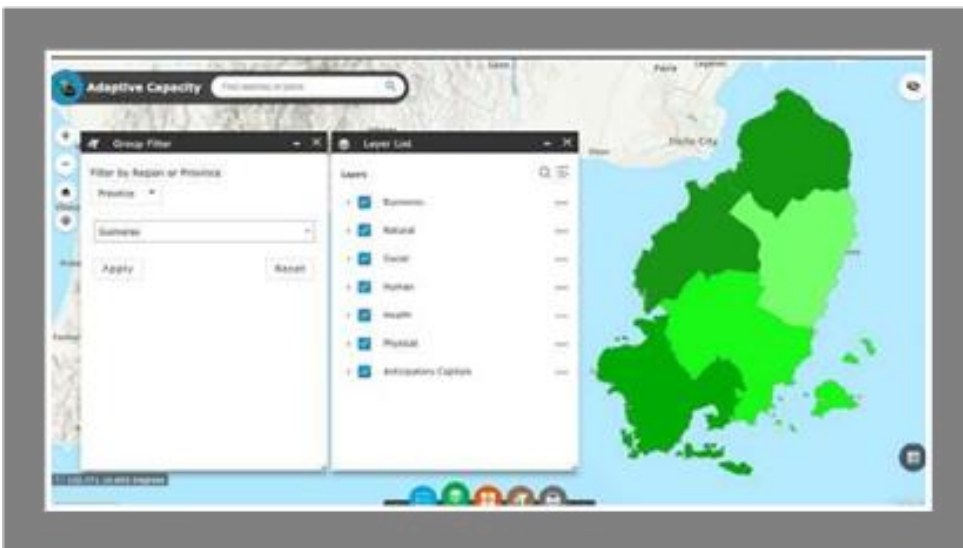 Adaptive Capacity
Group Filter
Layer List
Filter by Region or Province
Layers
Province
Economic
Guimaras
Natural
Social
Apply
Reset
Human
Health
Physical
Anticipatory Capitals
Iloilo City
Pavia